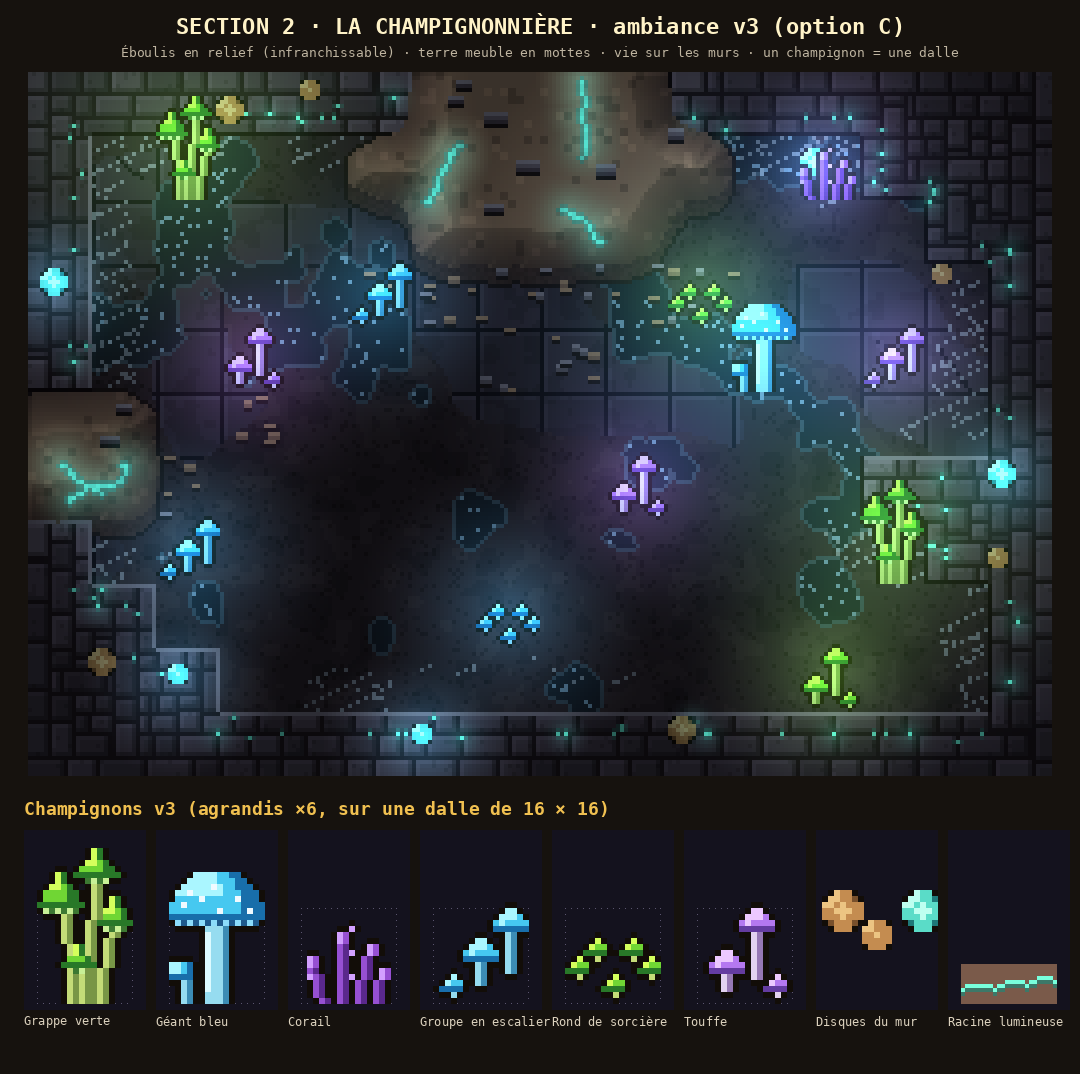 SECTION 2 · LA CHAMPIGNONNIÈRE · ambiance v3 (option C)
Éboulis en relief (infranchissable) · terre meuble en mottes · vie sur les murs · un champignon = une dalle
Champignons v3 (agrandis ×6, sur une dalle de 16 × 16)
Grappe verte
Géant bleu
Corail
Groupe en escalier
Rond de sorcière
Touffe
Disques du mur
Racine lumineuse